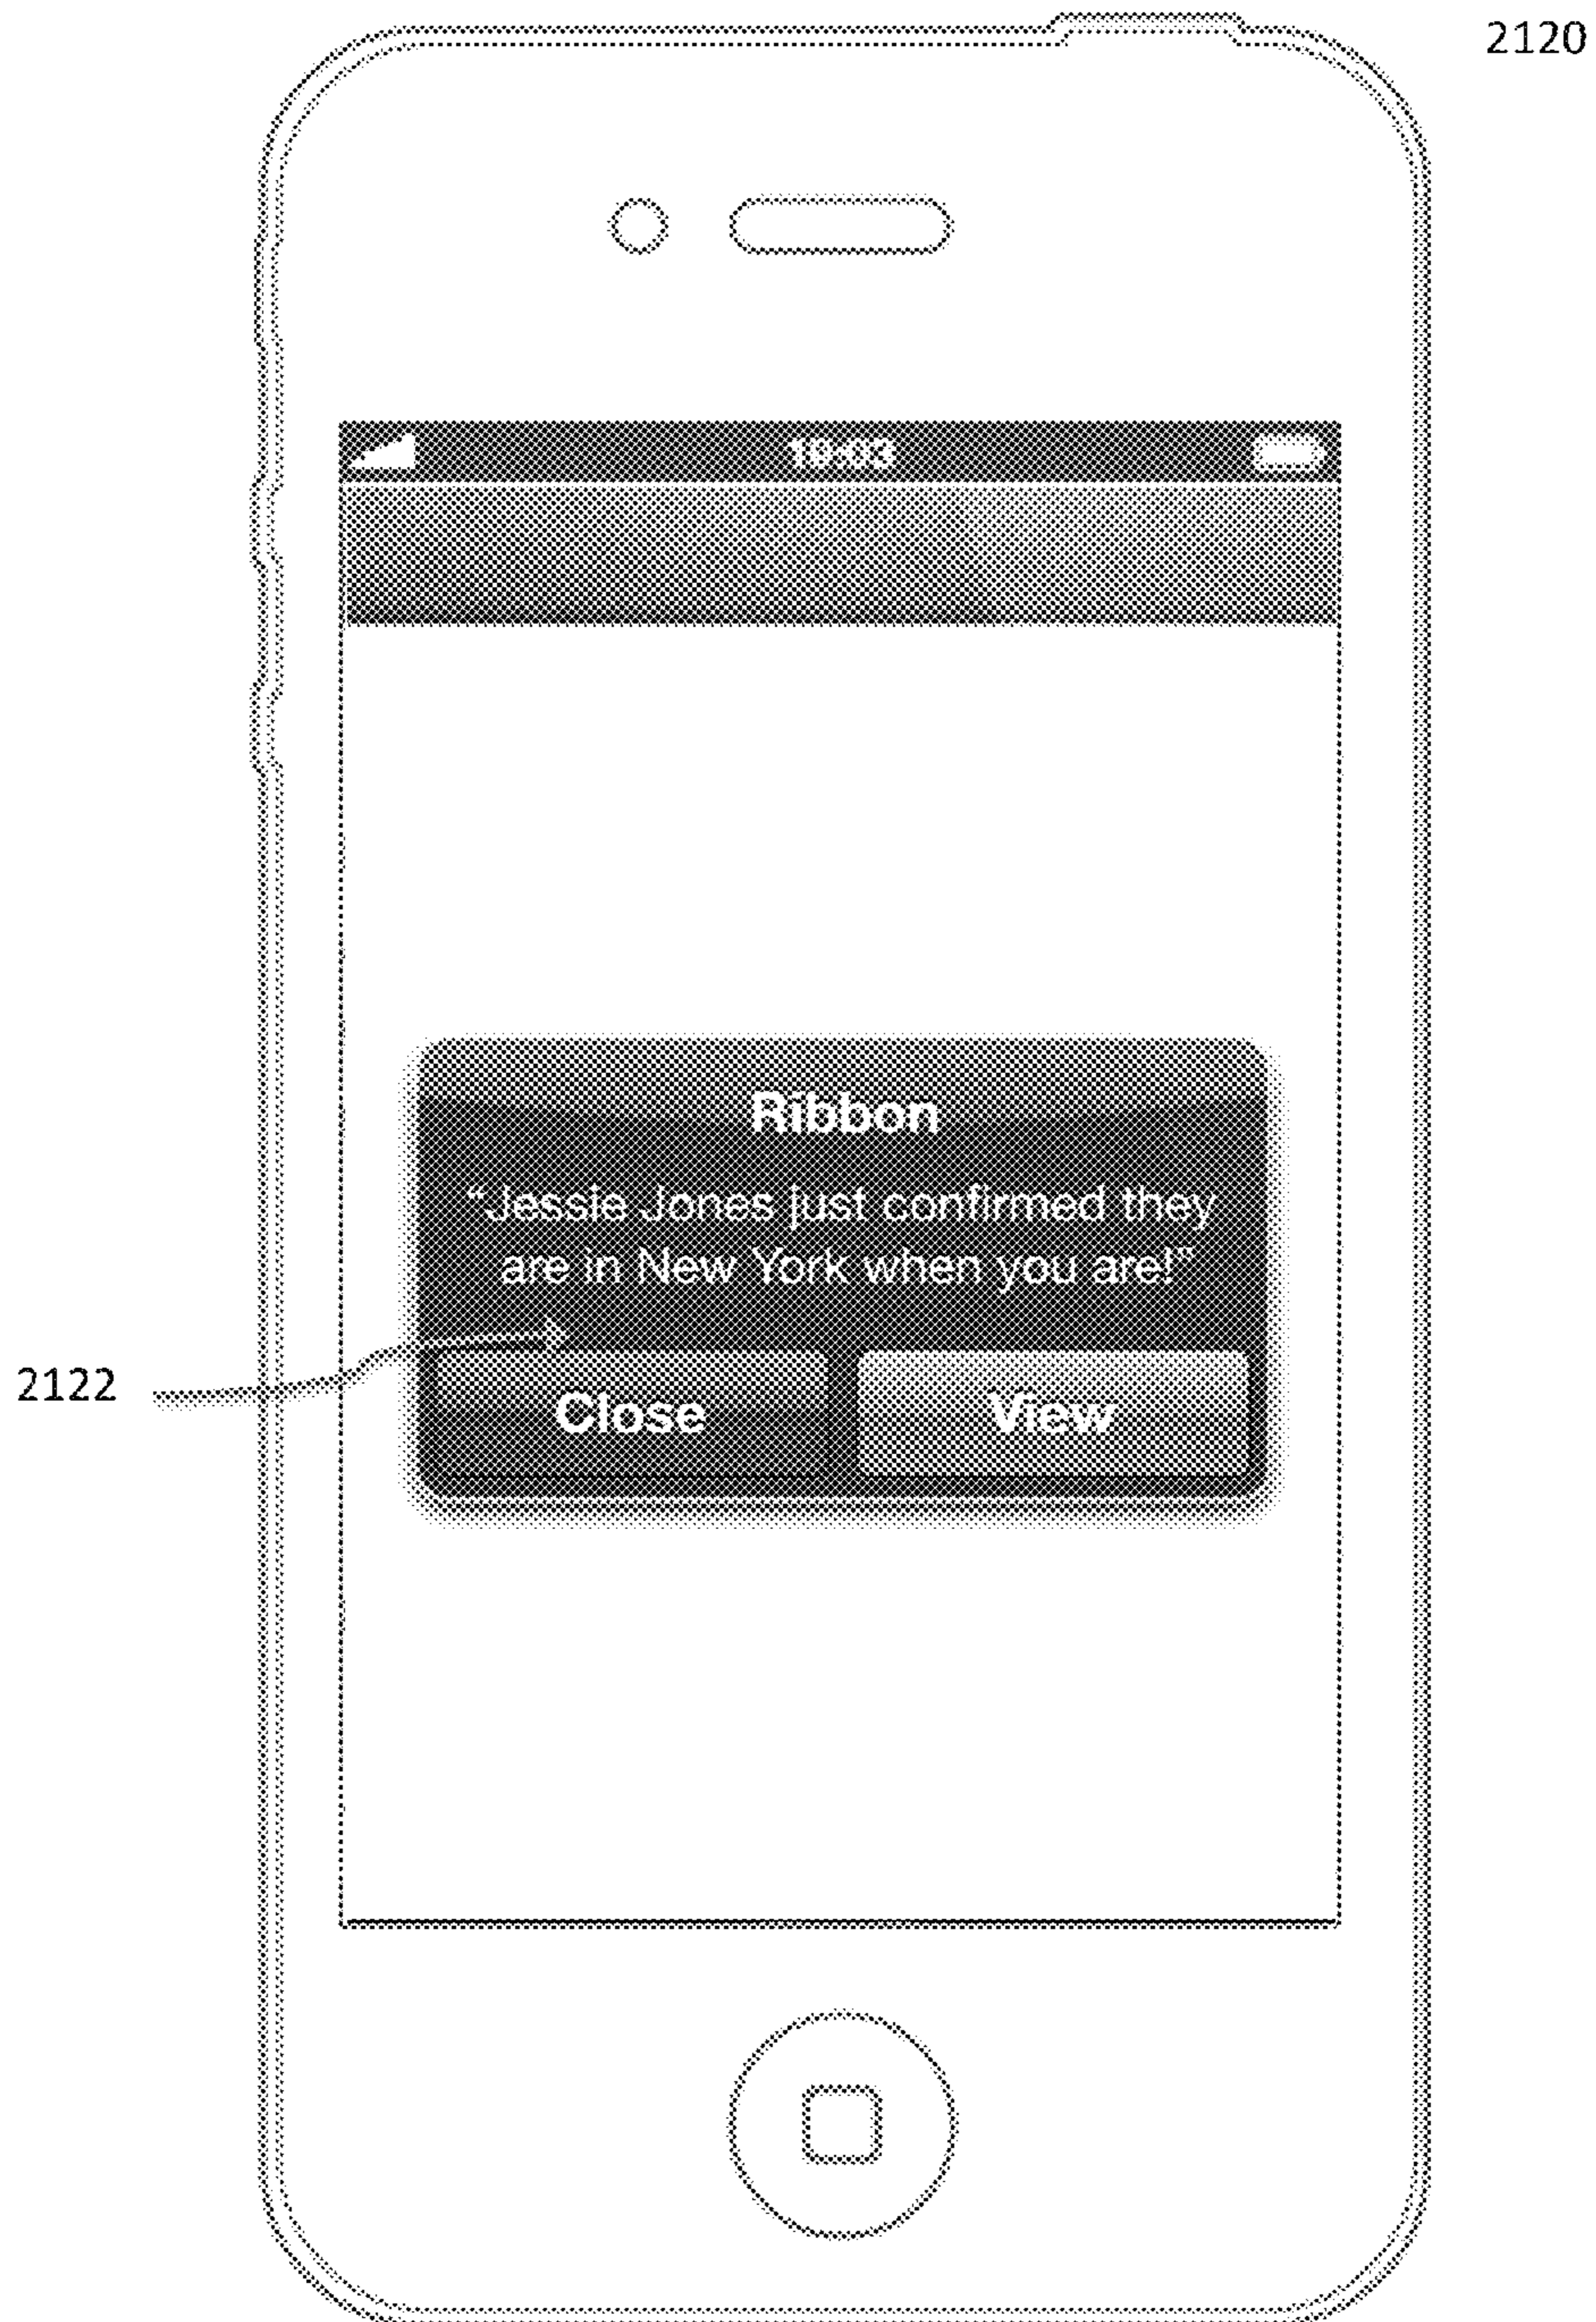 2120
19:03
Ribbon
“Jessie Jones just confirmed they
are in New York when you are!”
2122
Close
View